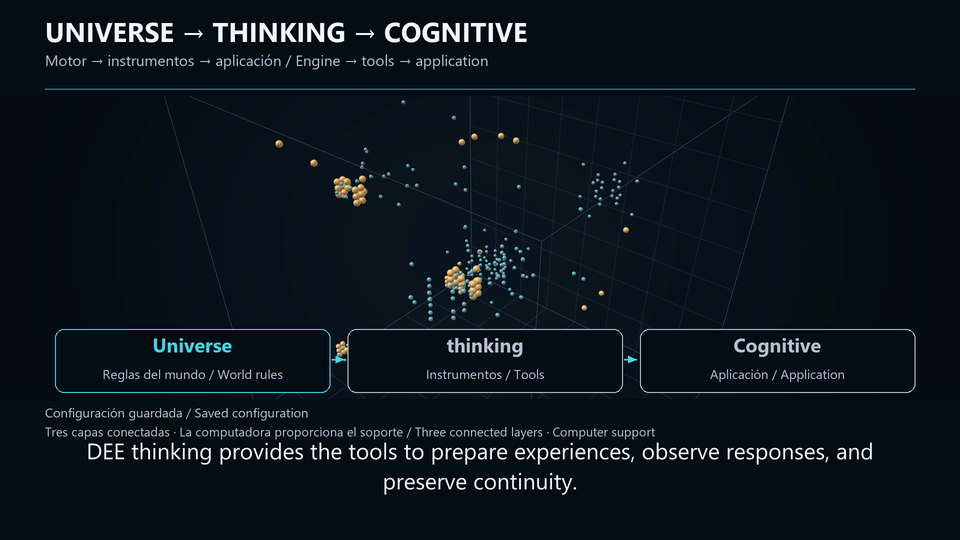 UNIVERSE → THINKING → COGNITIVE
Motor → instrumentos → aplicación / Engine → tools → application
Universe
Reglas del mundo / World rules
thinking
Instrumentos / Tools
Cognitive
Aplicación / Application
Configuración guardada / Saved configuration
Tres capas conectadas · La computadora proporciona el soporte / Three connected layers · Computer support
DEE thinking provides the tools to prepare experiences, observe responses, and
preserve continuity.